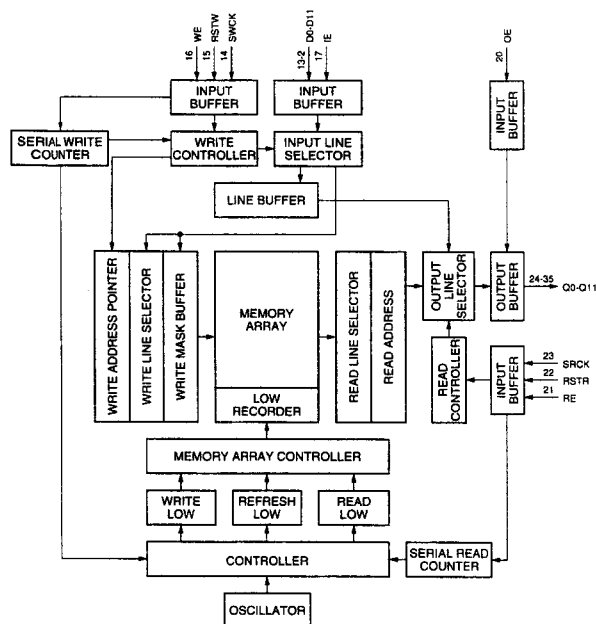 16 WE
15 RSTW
14 SWCK
13-2 D0-D11
17 IE
20 OE
INPUT BUFFER
INPUT BUFFER
INPUT BUFFER
SERIAL WRITE COUNTER
WRITE CONTROLLER
INPUT LINE SELECTOR
LINE BUFFER
WRITE ADDRESS POINTER
WRITE LINE SELECTOR
WRITE MASK BUFFER
MEMORY ARRAY
LOW RECORDER
READ LINE SELECTOR
READ ADDRESS
OUTPUT LINE SELECTOR
OUTPUT BUFFER
24-35 Q0-Q11
READ CONTROLLER
INPUT BUFFER
23 SRCK
22 RSTR
21 RE
MEMORY ARRAY CONTROLLER
WRITE LOW
REFRESH LOW
READ LOW
CONTROLLER
SERIAL READ COUNTER
OSCILLATOR